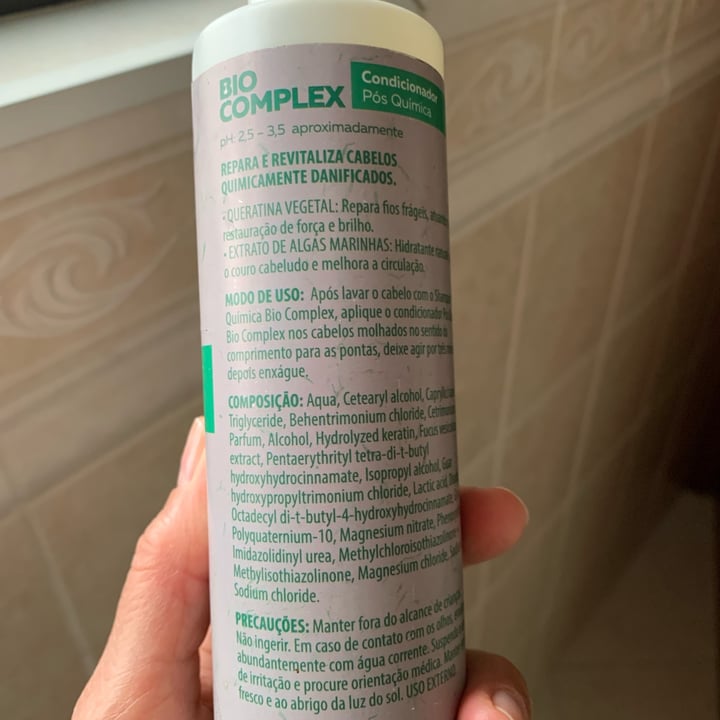 BIO
COMPLEX
Condicionador
Pós Química
pH: 2,5 – 3,5 aproximadamente
REPARA E REVITALIZA CABELOS
QUIMICAMENTE DANIFICADOS.
• QUERATINA VEGETAL: Repara fios frágeis,
restauração de força e brilho.
• EXTRATO DE ALGAS MARINHAS: Hidratante
o couro cabeludo e melhora a circulação.
MODO DE USO: Após lavar o cabelo com o
Química Bio Complex, aplique o condicionador
Bio Complex nos cabelos molhados no sentido do
comprimento para as pontas, deixe agir por três
depois enxágue.
COMPOSIÇÃO: Aqua, Cetearyl alcohol,
Triglyceride, Behentrimonium chloride,
Parfum, Alcohol, Hydrolyzed keratin, Fucus
extract, Pentaerythrityl tetra-di-t-butyl
hydroxyhydrocinnamate, Isopropyl alcohol, Guar
hydroxypropyltrimonium chloride, Lactic acid,
Octadecyl di-t-butyl-4-hydroxyhydrocinnamate,
Polyquaternium-10, Magnesium nitrate,
Imidazolidinyl urea, Methylchloroisothiazolinone
Methylisothiazolinone, Magnesium chloride,
Sodium chloride.
PRECAUÇÕES: Manter fora do alcance de crianças.
Não ingerir. Em caso de contato com os olhos,
abundantemente com água corrente. Suspenda
de irritação e procure orientação médica.
fresco e ao abrigo da luz do sol. USO EXTERNO.